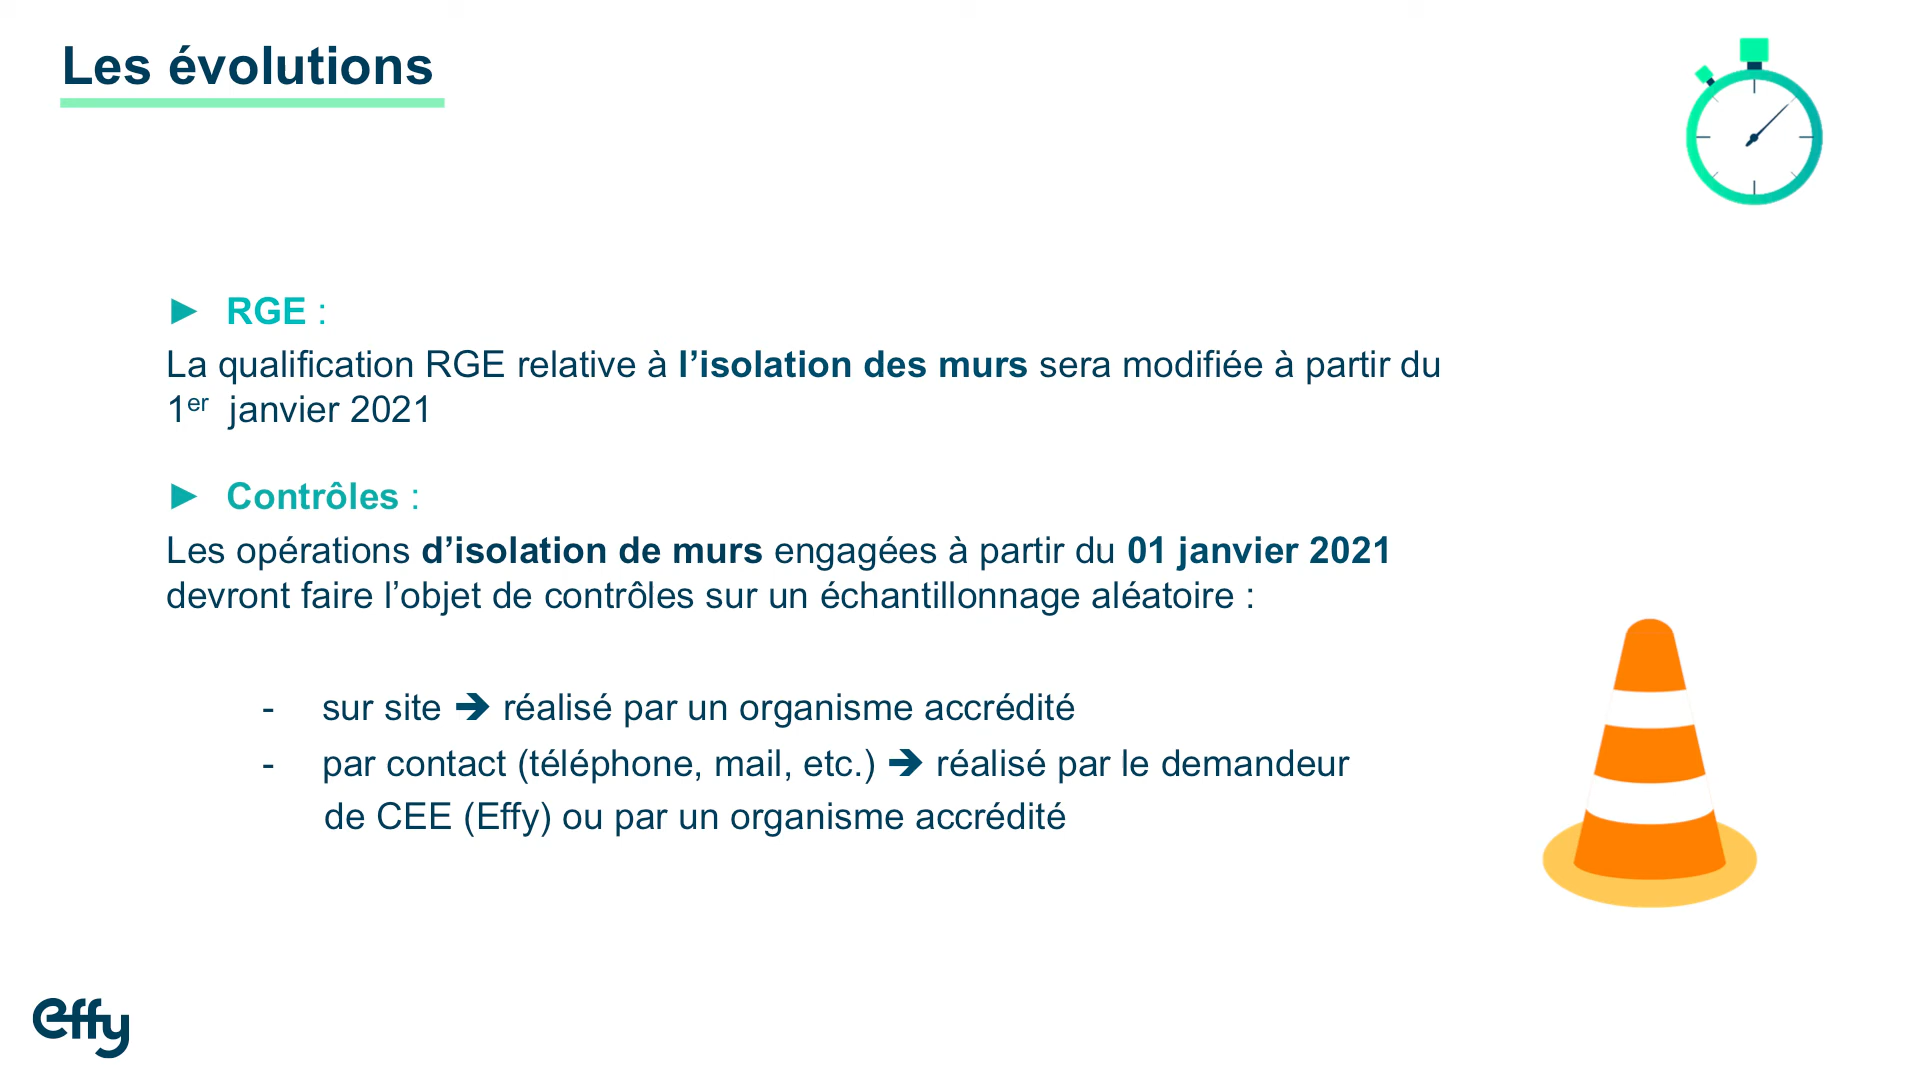 Les évolutions
► RGE :
La qualification RGE relative à l’isolation des murs sera modifiée à partir du
1er janvier 2021
► Contrôles :
Les opérations d’isolation de murs engagées à partir du 01 janvier 2021
devront faire l’objet de contrôles sur un échantillonnage aléatoire :
- sur site ➔ réalisé par un organisme accrédité
- par contact (téléphone, mail, etc.) ➔ réalisé par le demandeur
de CEE (Effy) ou par un organisme accrédité
effy